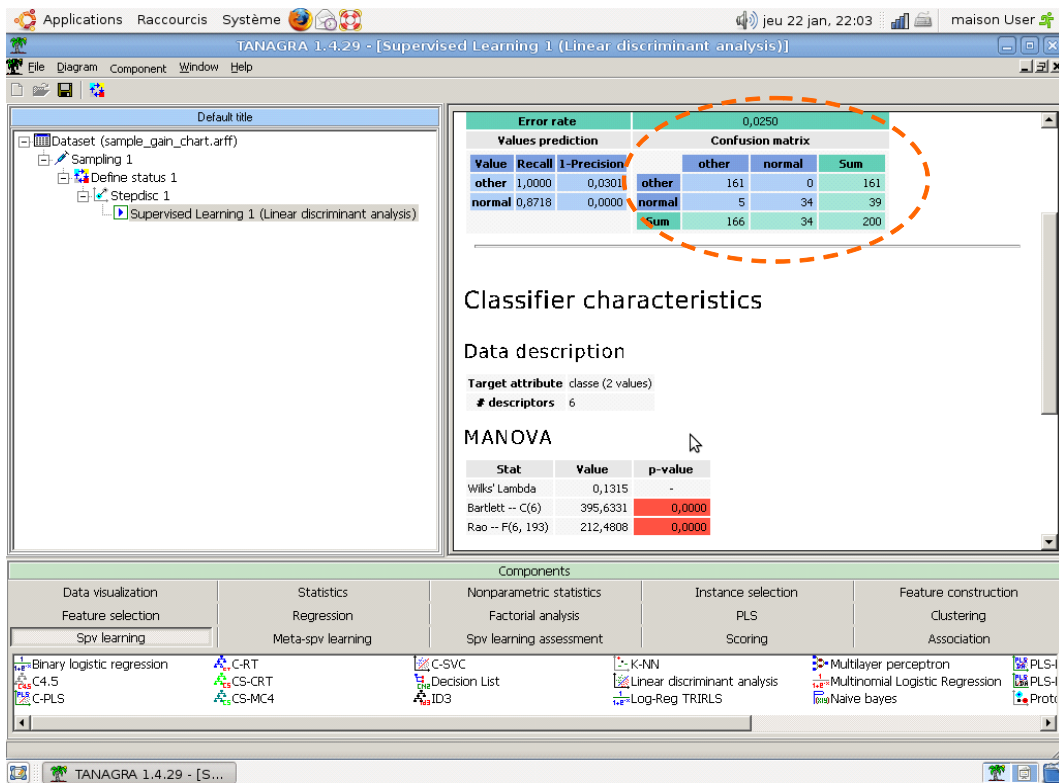 Applications Raccourcis Système jeu 22 jan, 22:03 maison User
TANAGRA 1.4.29 - [Supervised Learning 1 (Linear discriminant analysis)]
File Diagram Component Window Help
Default title
Dataset (sample_gain_chart.arff)
Sampling 1
Define status 1
Stepdisc 1
Supervised Learning 1 (Linear discriminant analysis)
Error rate 0,0250
Values prediction Confusion matrix
Value Recall 1-Precision other normal Sum
other 1,0000 0,0301 other 161 0 161
normal 0,8718 0,0000 normal 5 34 39
Sum 166 34 200
Classifier characteristics
Data description
Target attribute classe (2 values)
# descriptors 6
MANOVA
Stat Value p-value
Wilks' Lambda 0,1315 -
Bartlett -- C(6) 395,6331 0,0000
Rao -- F(6, 193) 212,4808 0,0000
Components
Data visualization Statistics Nonparametric statistics Instance selection Feature construction
Feature selection Regression Factorial analysis PLS Clustering
Spv learning Meta-spv learning Spv learning assessment Scoring Association
Binary logistic regression C-RT C-SVC K-NN Multilayer perceptron PLS-
C4.5 CS-CRT Decision List Linear discriminant analysis Multinomial Logistic Regression PLS-
C-PLS CS-MC4 ID3 Log-Reg TRIRLS Naive bayes Proto
TANAGRA 1.4.29 - [S...